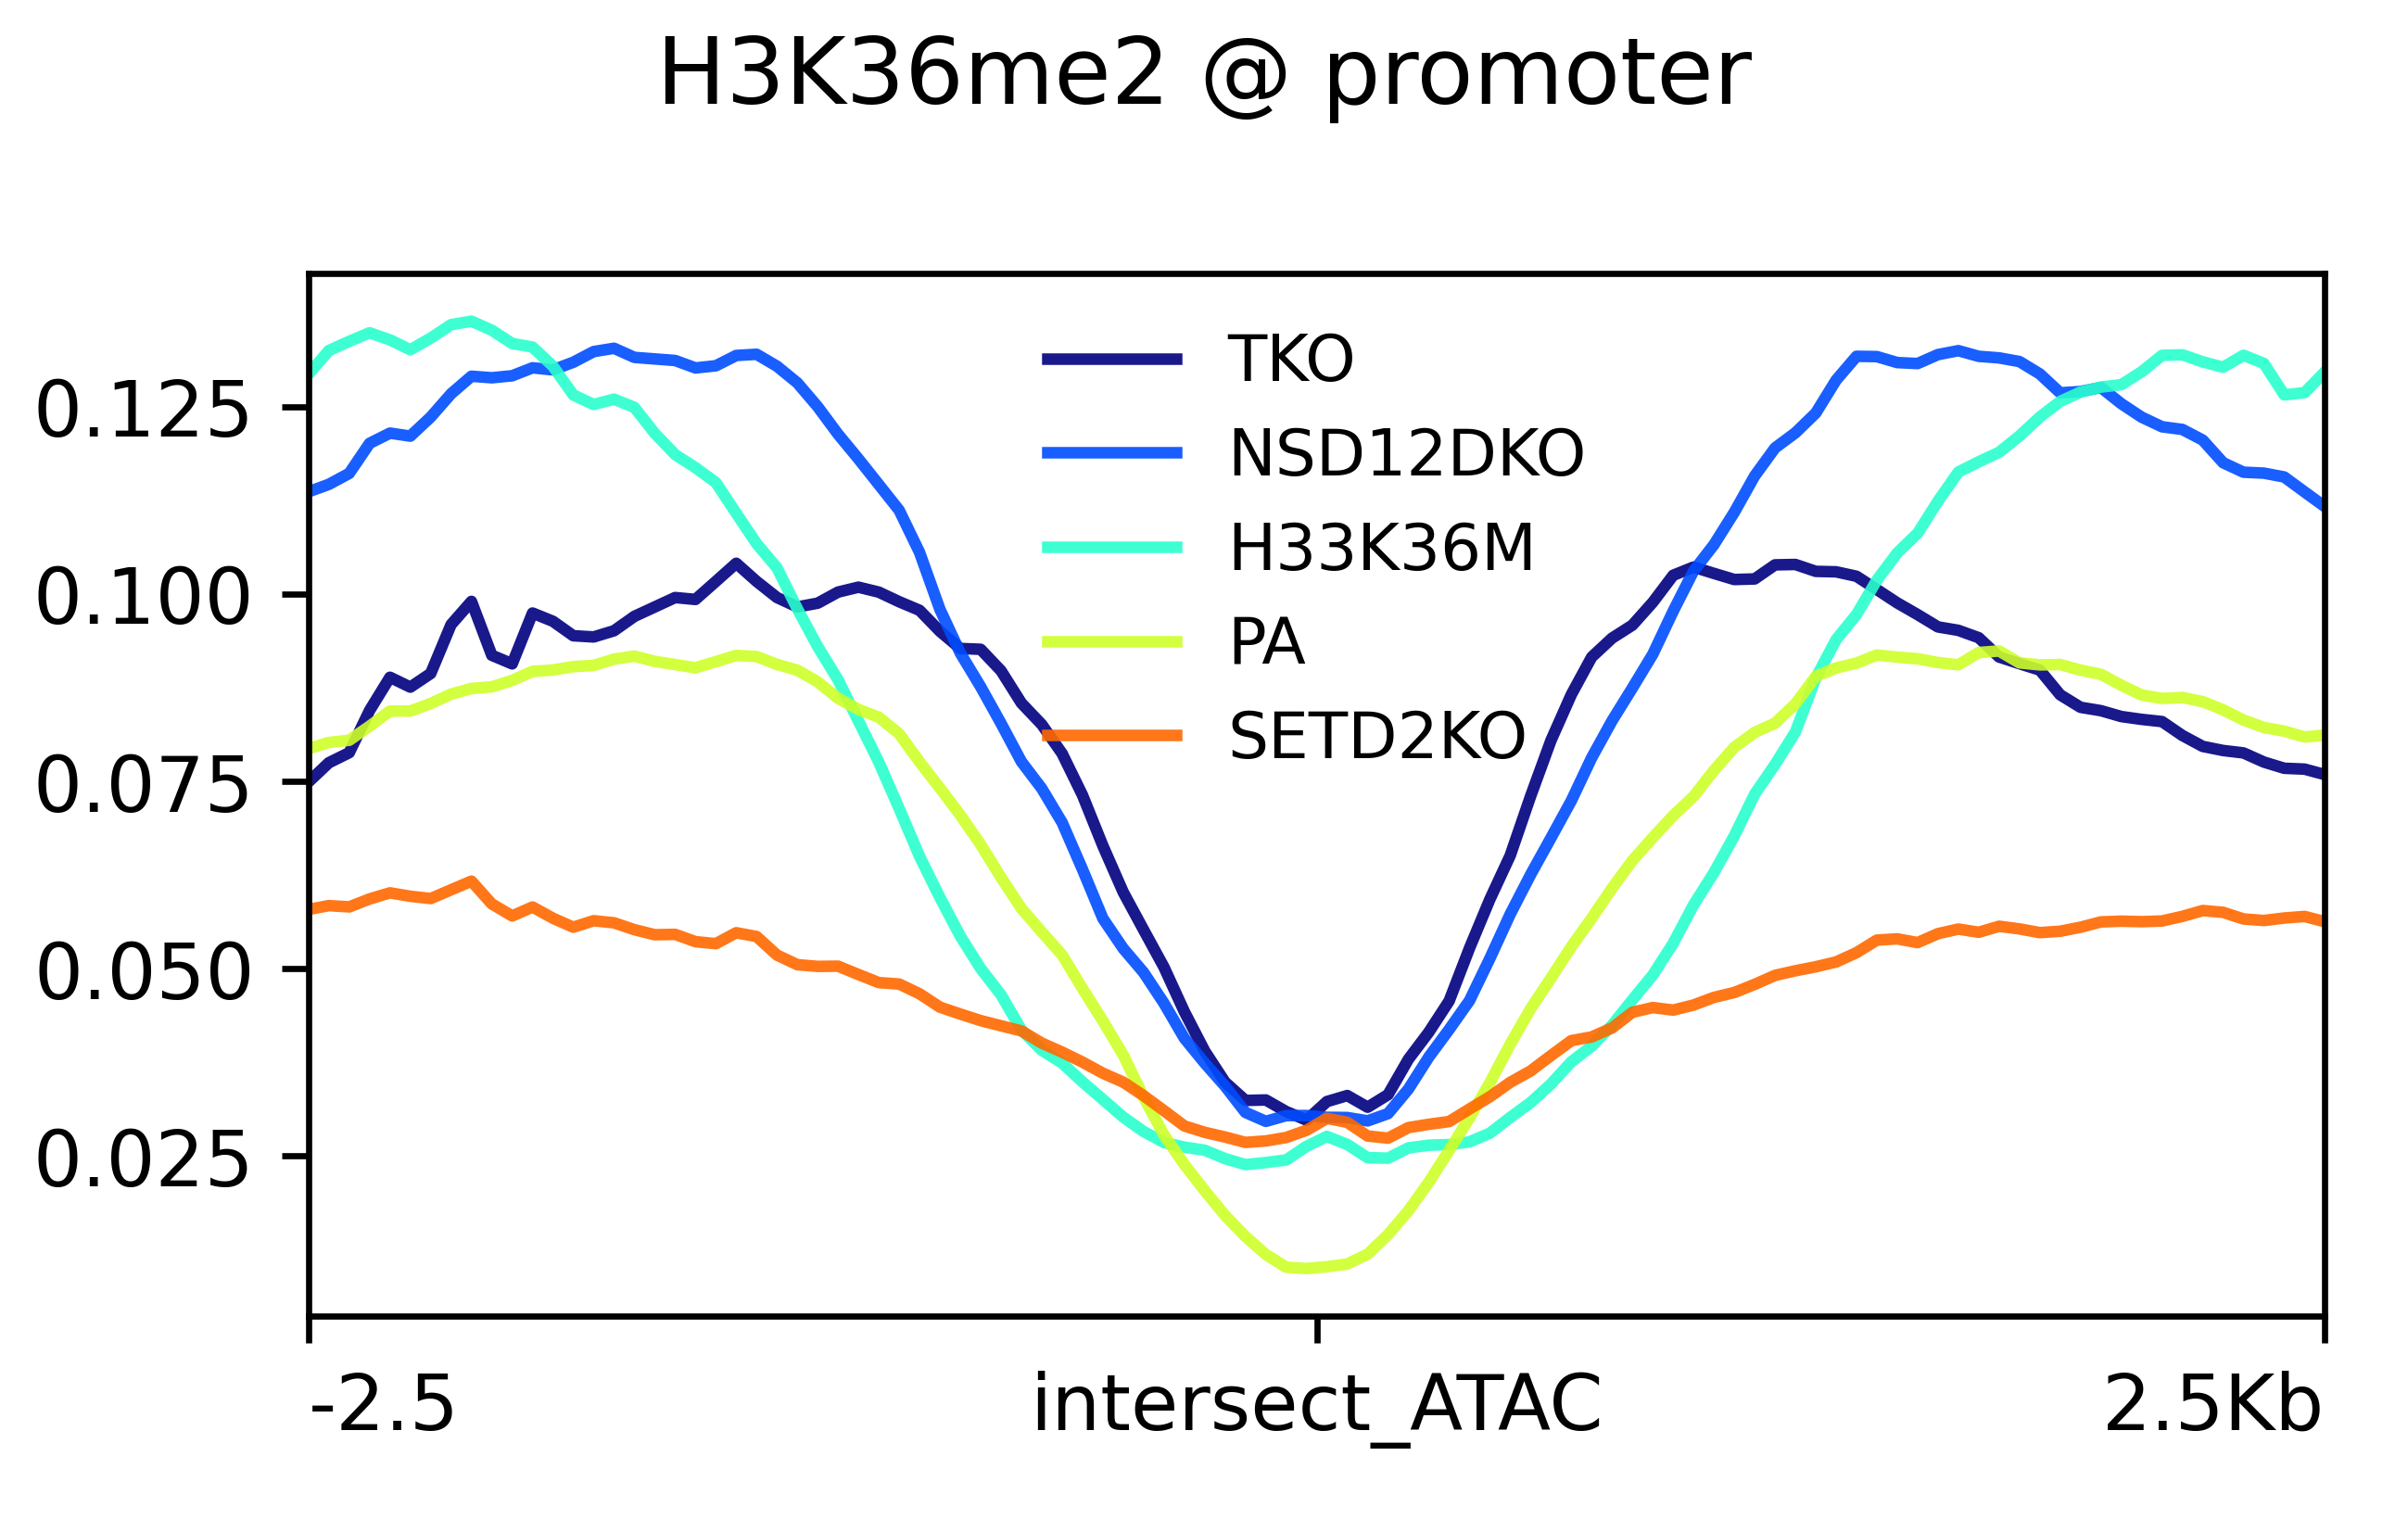 H3K36me2 @ promoter
TKO
NSD12DKO
H33K36M
PA
SETD2KO
0.125
0.100
0.075
0.050
0.025
-2.5
intersect_ATAC
2.5Kb